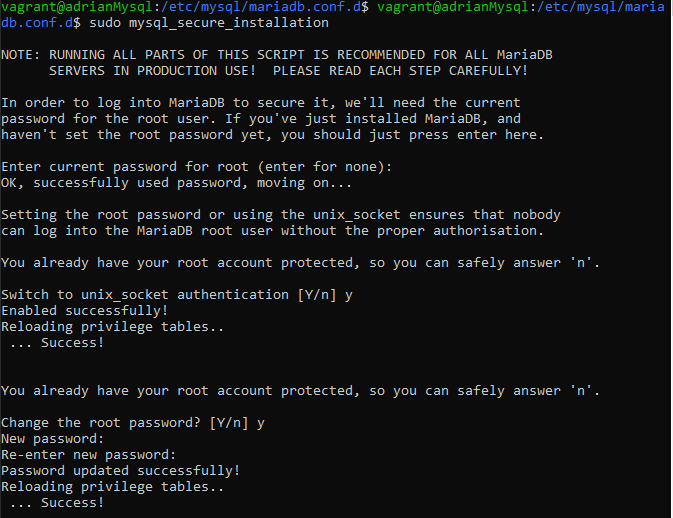 vagrant@adrianMysql:/etc/mysql/mariadb.conf.d$ vagrant@adrianMysql:/etc/mysql/maria
db.conf.d$ sudo mysql_secure_installation
NOTE: RUNNING ALL PARTS OF THIS SCRIPT IS RECOMMENDED FOR ALL MariaDB
SERVERS IN PRODUCTION USE!  PLEASE READ EACH STEP CAREFULLY!
In order to log into MariaDB to secure it, we'll need the current
password for the root user. If you've just installed MariaDB, and
haven't set the root password yet, you should just press enter here.
Enter current password for root (enter for none):
OK, successfully used password, moving on...
Setting the root password or using the unix_socket ensures that nobody
can log into the MariaDB root user without the proper authorisation.
You already have your root account protected, so you can safely answer 'n'.
Switch to unix_socket authentication [Y/n] y
Enabled successfully!
Reloading privilege tables..
... Success!
You already have your root account protected, so you can safely answer 'n'.
Change the root password? [Y/n] y
New password:
Re-enter new password:
Password updated successfully!
Reloading privilege tables..
... Success!